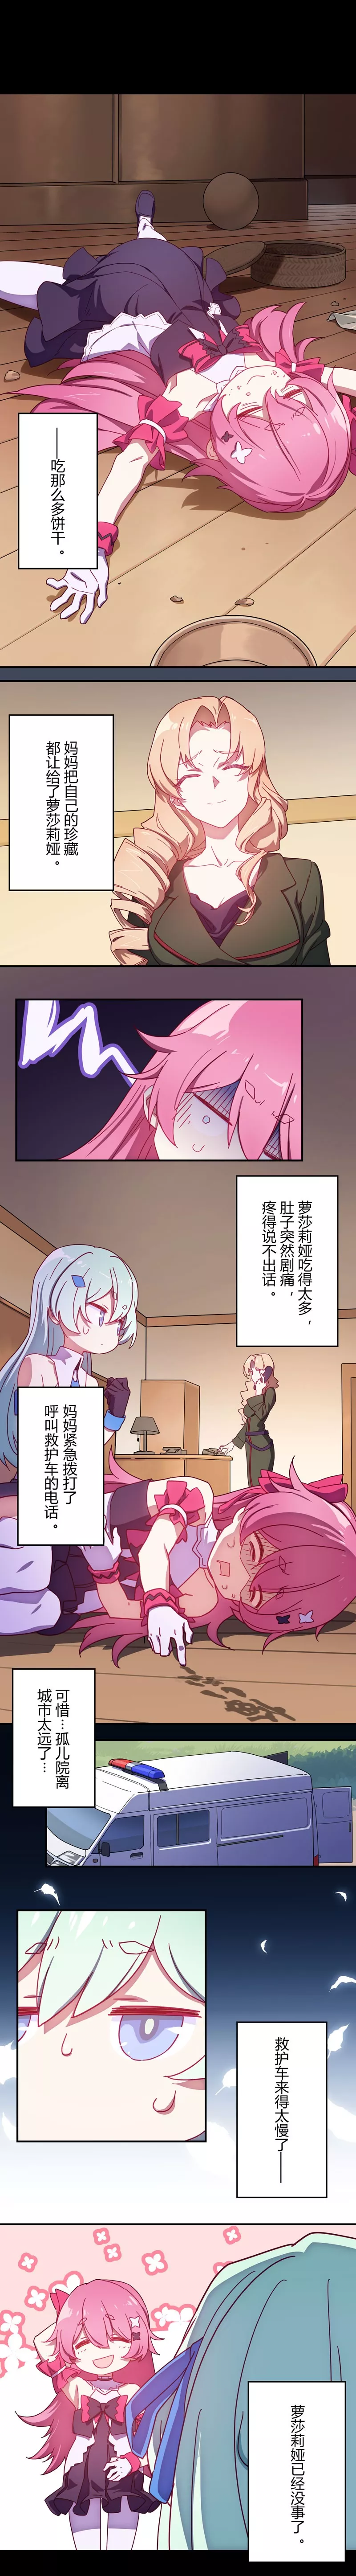 ——吃那么多饼干。
妈妈把自己的珍藏
都让给了萝莎莉娅。
萝莎莉娅吃得太多，
肚子突然剧痛，
疼得说不出话。
妈妈紧急拨打了
呼叫救护车的电话。
可惜…孤儿院离
城市太远了…
救护车来得太慢了——
萝莎莉娅已经没事了。